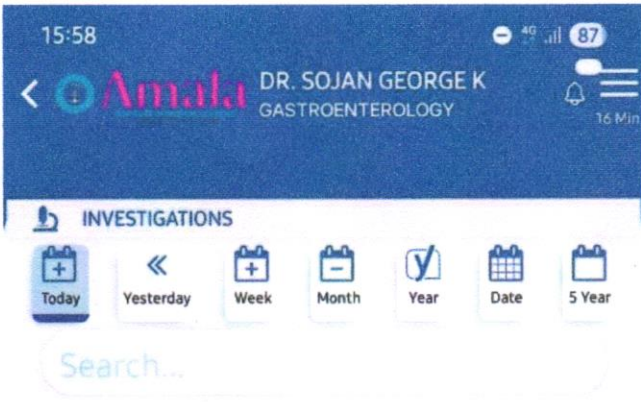 15:58
4G
87
Amala
DR. SOJAN GEORGE K
GASTROENTEROLOGY
16 Min
INVESTIGATIONS
Today
Yesterday
Week
Month
y
Year
Date
5 Year
Search...